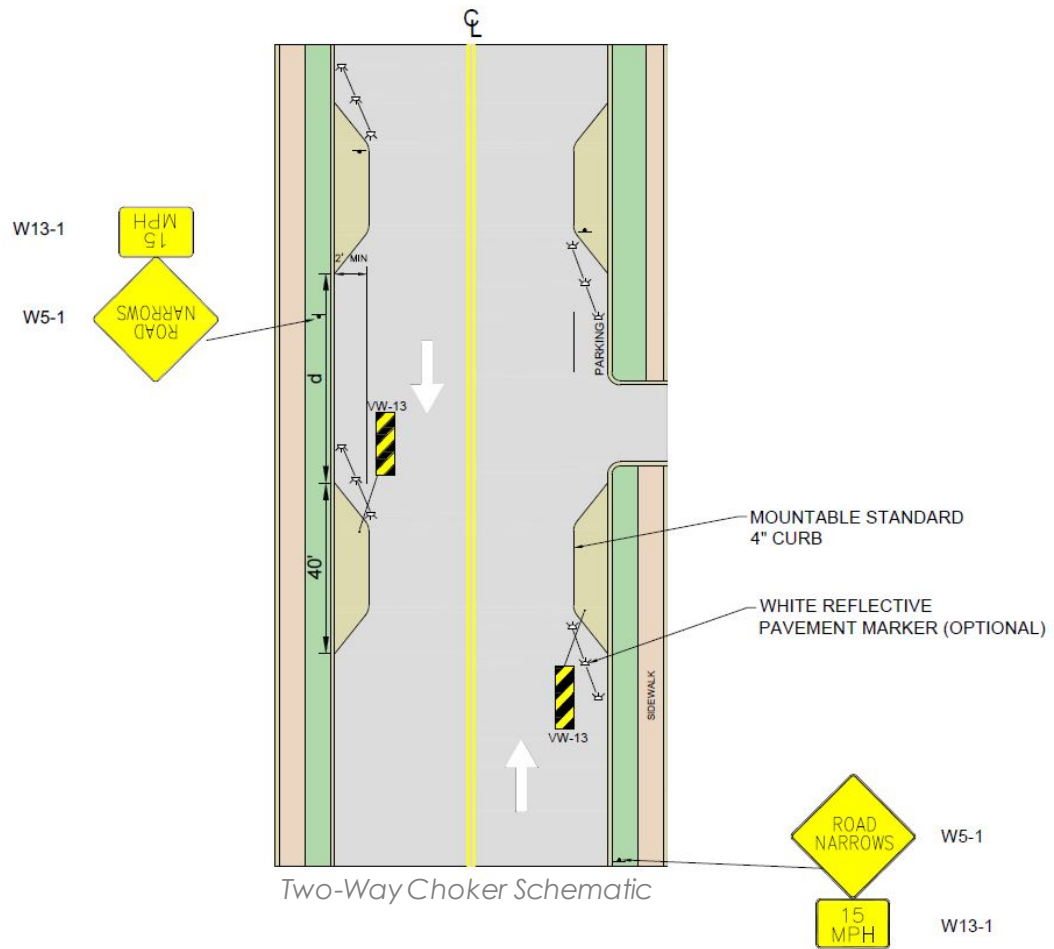 CL
W13-1
15
MPH
W5-1
ROAD
NARROWS
2' MIN
PARKING
d
VW-13
40'
MOUNTABLE STANDARD
4" CURB
WHITE REFLECTIVE
PAVEMENT MARKER (OPTIONAL)
SIDEWALK
VW-13
ROAD
NARROWS
W5-1
15
MPH
W13-1
Two-Way Choker Schematic